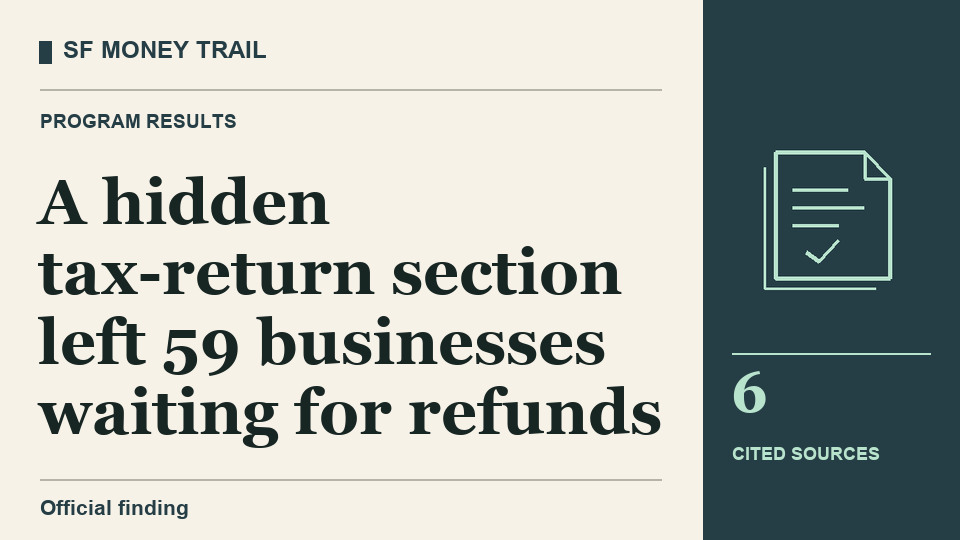 SF MONEY TRAIL
PROGRAM RESULTS
A hidden
tax-return section
left 59 businesses
waiting for refunds
Official finding
6
CITED SOURCES